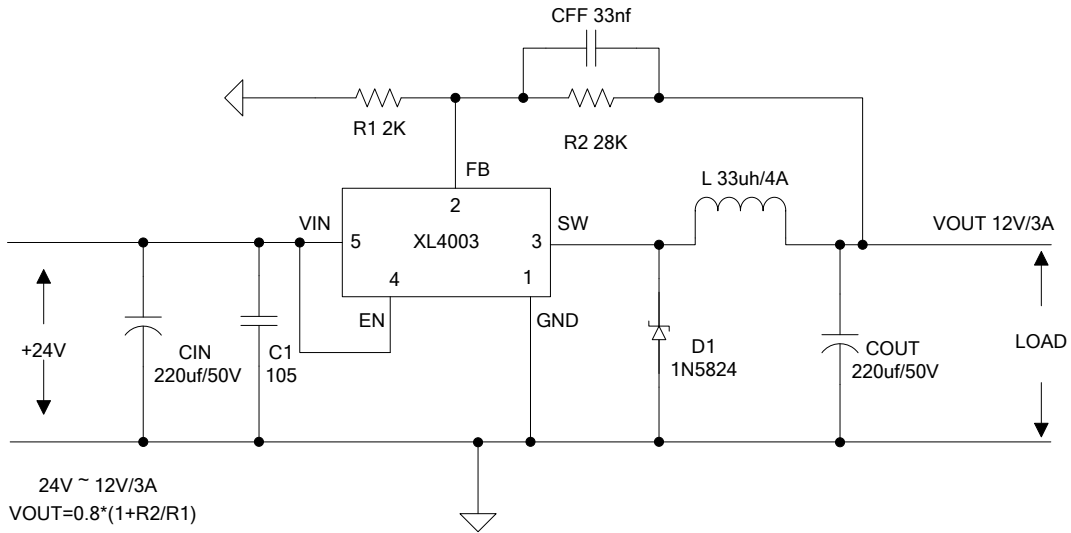 CFF 33nf
R1 2K
R2 28K
FB
L 33uh/4A
2
VIN
SW
VOUT 12V/3A
5
XL4003
3
4
1
EN
GND
+24V
CIN
220uf/50V
C1
105
D1
1N5824
COUT
220uf/50V
LOAD
24V ~ 12V/3A
VOUT=0.8*(1+R2/R1)